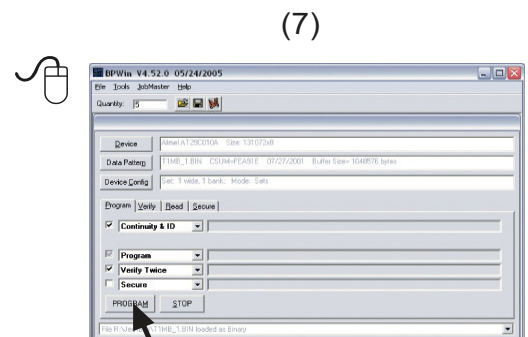 (7)
BPWin V4.52.0 05/24/2005
File Tools JobMaster Help
Quantity: 5
Device Atmel AT29C010A Size: 131072x8
Data Pattern T1MB_1.BIN CSUM=FEA91E 07/27/2001 Buffer Size= 1048576 bytes
Device Config Set: 1 wide, 1 bank; Mode: Sets
Program Verify Read Secure
Continuity & ID
Program
Verify Twice
Secure
PROGRAM STOP
File R:\ T1MB_1.BIN loaded as Binary